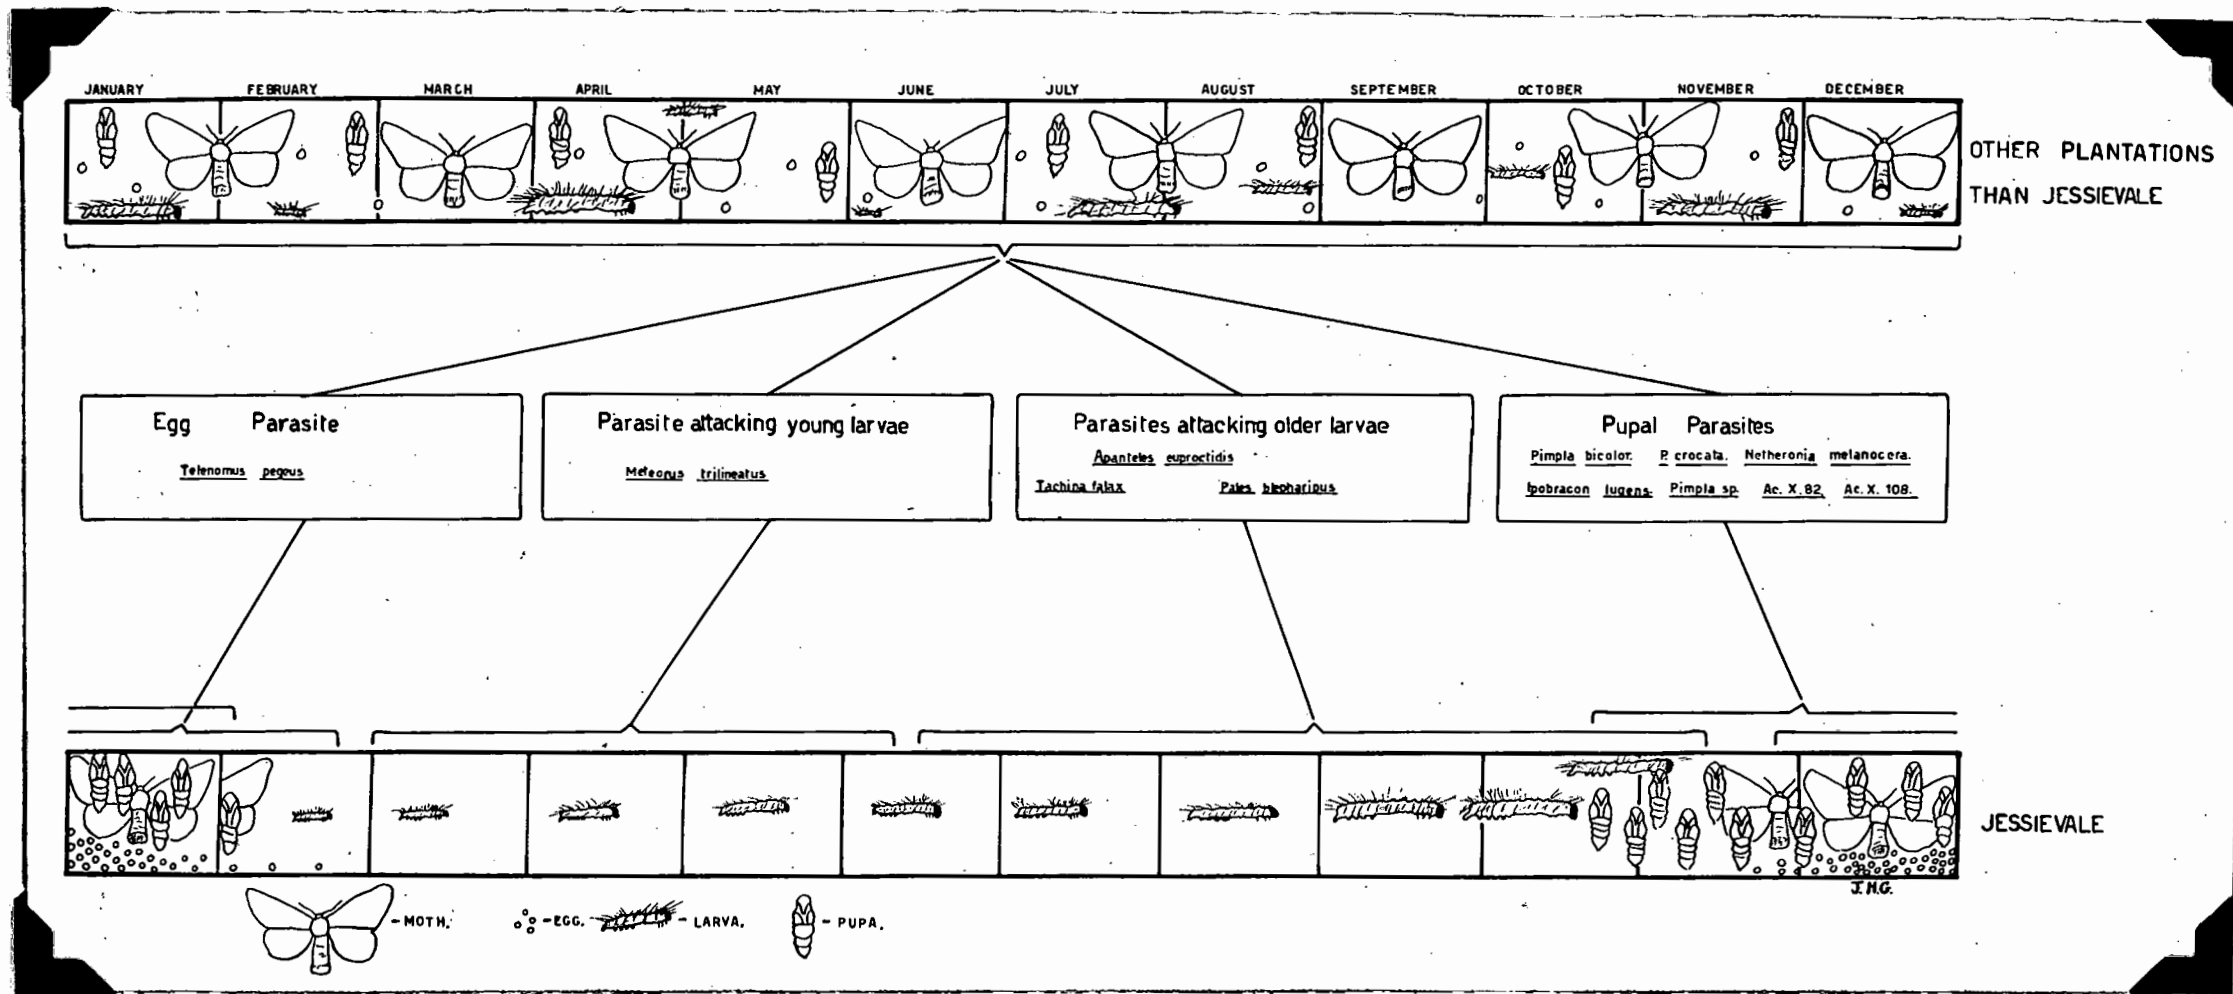 JANUARY FEBRUARY MARCH APRIL MAY JUNE JULY AUGUST SEPTEMBER OCTOBER NOVEMBER DECEMBER
OTHER PLANTATIONS
THAN JESSIEVALE
Egg Parasite
Telenomus pegous
Parasite attacking young larvae
Meteorus trilineatus
Parasites attacking older larvae
Apanteles euproctidis
Tachina falax Pales blepharipus
Pupal Parasites
Pimpla bicolor. P. crocata. Netheronia melanocera.
Ipobracon lugens. Pimpla sp. Ac. X. 82, Ac. X. 108.
JESSIEVALE
J.H.G.
- MOTH. - EGG. - LARVA. - PUPA.